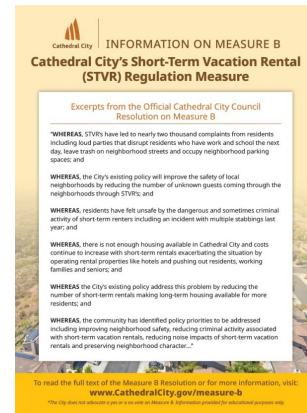 Cathedral City
INFORMATION ON MEASURE B
Cathedral City's Short-Term Vacation Rental
(STVR) Regulation Measure
Excerpts from the Official Cathedral City Council
Resolution on Measure B
"WHEREAS, STVR's have led to nearly two thousand complaints from residents
including loud parties that disrupt residents who have work and school the next
day, leave trash on neighborhood streets and occupy neighborhood parking
spaces; and
WHEREAS, the City's existing policy will improve the safety of local
neighborhoods by reducing the number of unknown guests coming through the
neighborhoods through STVR's; and
WHEREAS, residents have felt unsafe by the dangerous and sometimes criminal
activity of short-term renters including an incident with multiple stabbings last
year; and
WHEREAS, there is not enough housing available in Cathedral City and costs
continue to increase with short-term rentals exacerbating the situation by
operating rental properties like hotels and pushing out residents, working
families and seniors; and
WHEREAS the City's existing policy address this problem by reducing the
number of short-term rentals making long-term housing available for more
residents; and
WHEREAS, the community has identified policy priorities to be addressed
including improving neighborhood safety, reducing criminal activity associated
with short-term vacation rentals, reducing noise impacts of short-term vacation
rentals and preserving neighborhood character..."
To read the full text of the Measure B Resolution or for more information, visit:
www.CathedralCity.gov/measure-b
*The City does not advocate a yes or a no vote on Measure B. Information provided for educational purposes only.